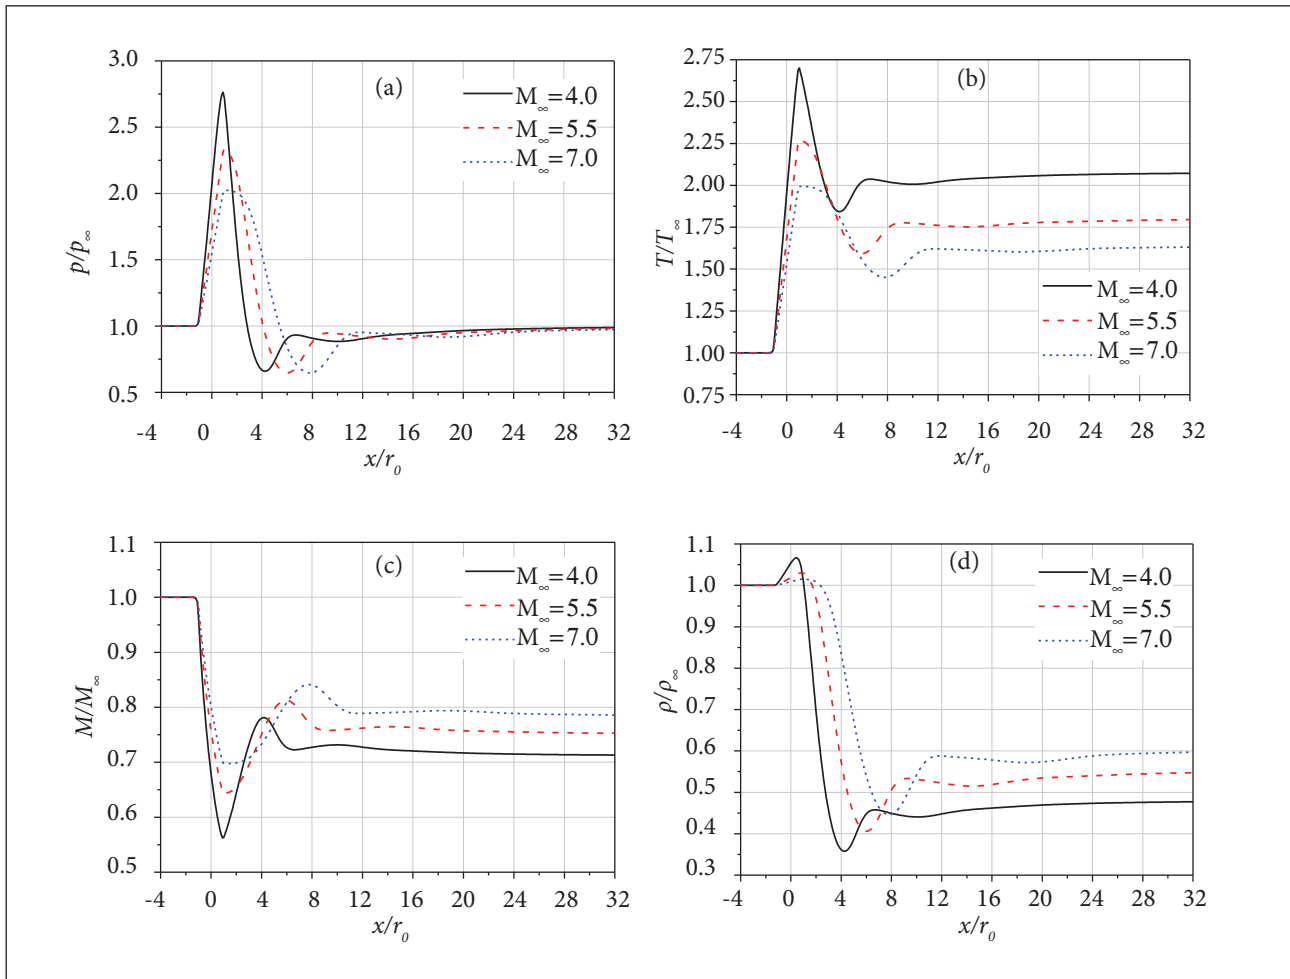 (a)
3.0
2.5
2.0
1.5
1.0
0.5
p/p∞
M∞=4.0
M∞=5.5
M∞=7.0
-4 0 4 8 12 16 20 24 28 32
x/r0
(b)
2.75
2.50
2.25
2.00
1.75
1.50
1.25
1.00
0.75
T/T∞
M∞=4.0
M∞=5.5
M∞=7.0
-4 0 4 8 12 16 20 24 28 32
x/r0
(c)
1.1
1.0
0.9
0.8
0.7
0.6
0.5
M/M∞
M∞=4.0
M∞=5.5
M∞=7.0
-4 0 4 8 12 16 20 24 28 32
x/r0
(d)
1.1
1.0
0.9
0.8
0.7
0.6
0.5
0.4
0.3
ρ/ρ∞
M∞=4.0
M∞=5.5
M∞=7.0
-4 0 4 8 12 16 20 24 28 32
x/r0